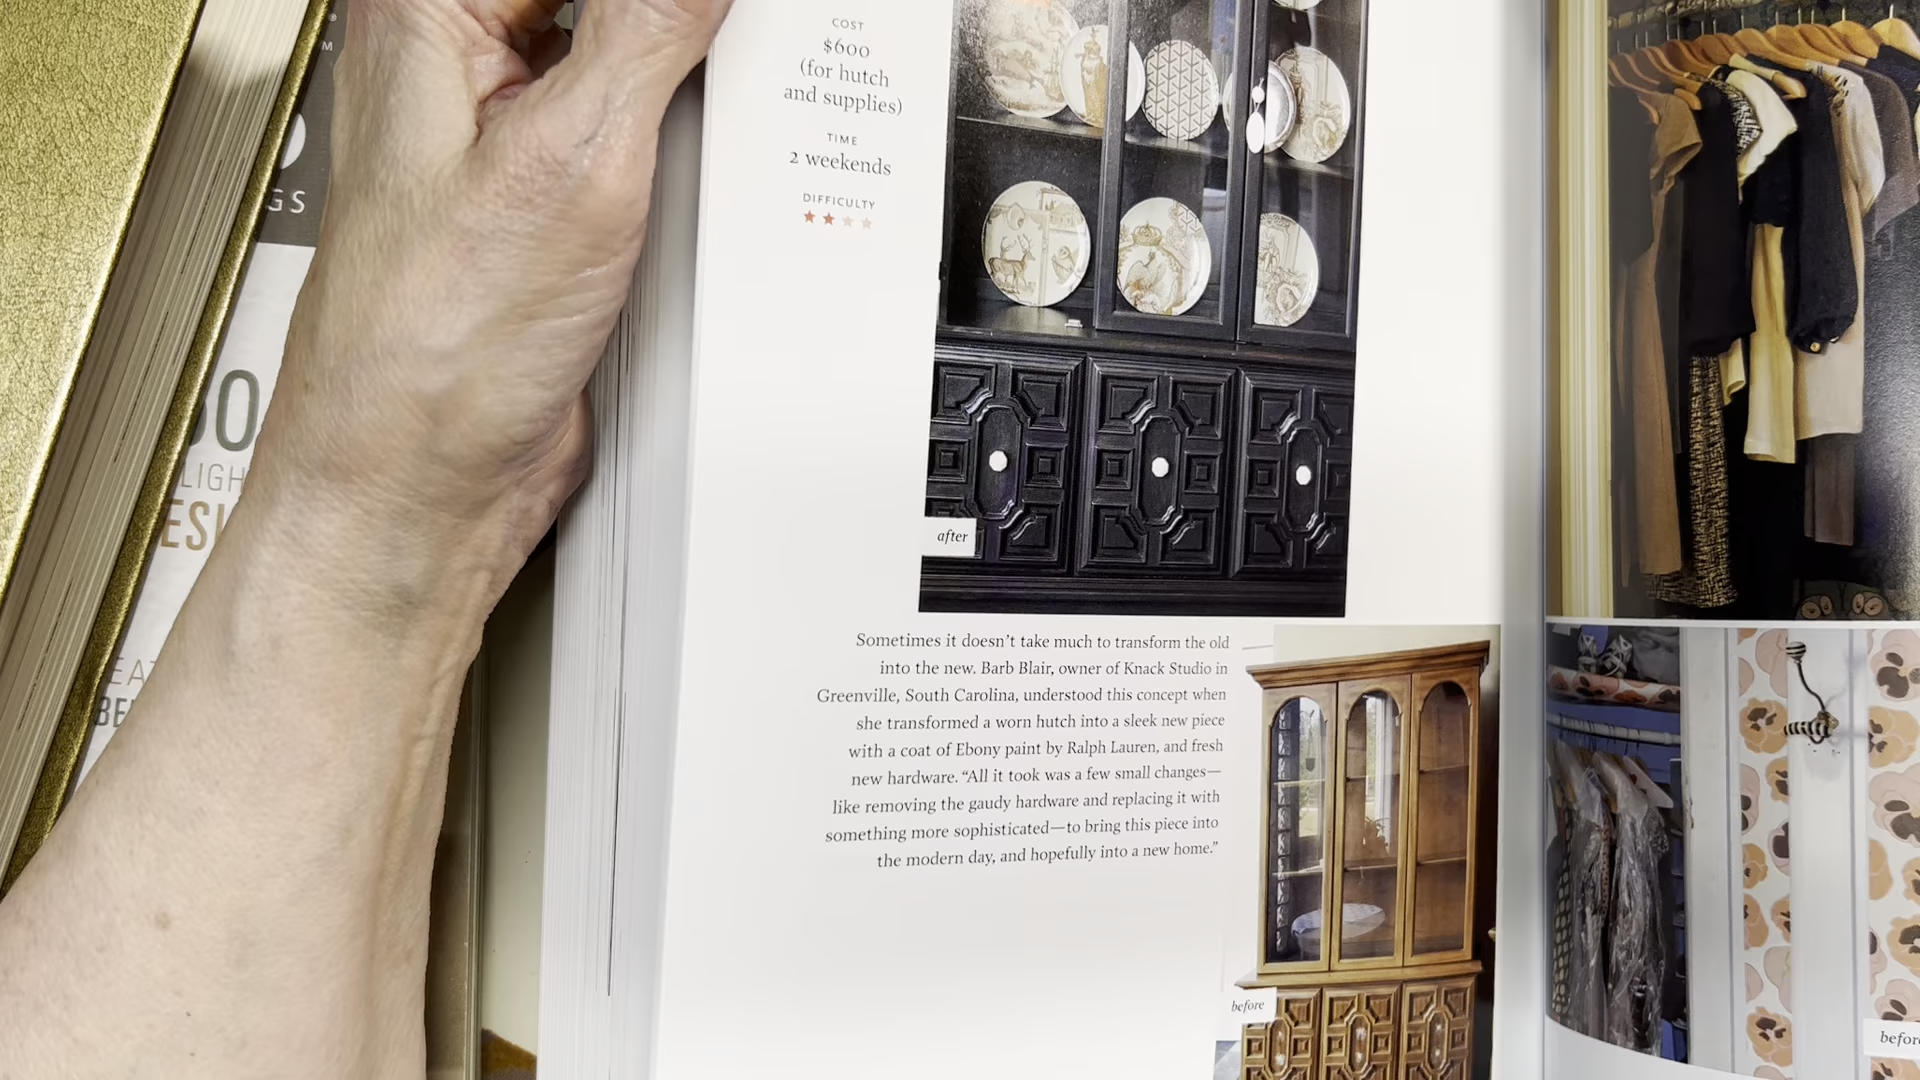 COST
$600
(for hutch
and supplies)
TIME
2 weekends
DIFFICULTY
after
Sometimes it doesn't take much to transform the old
into the new. Barb Blair, owner of Knack Studio in
Greenville, South Carolina, understood this concept when
she transformed a worn hutch into a sleek new piece
with a coat of Ebony paint by Ralph Lauren, and fresh
new hardware. “All it took was a few small changes—
like removing the gaudy hardware and replacing it with
something more sophisticated—to bring this piece into
the modern day, and hopefully into a new home.”
before
before